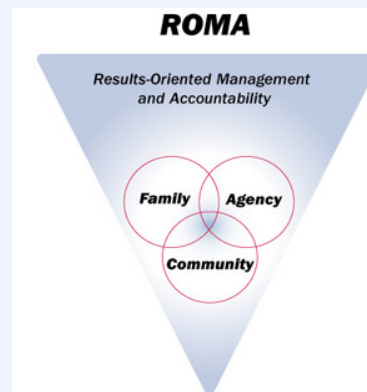 ROMA
Results-Oriented Management
and Accountability
Family
Agency
Community